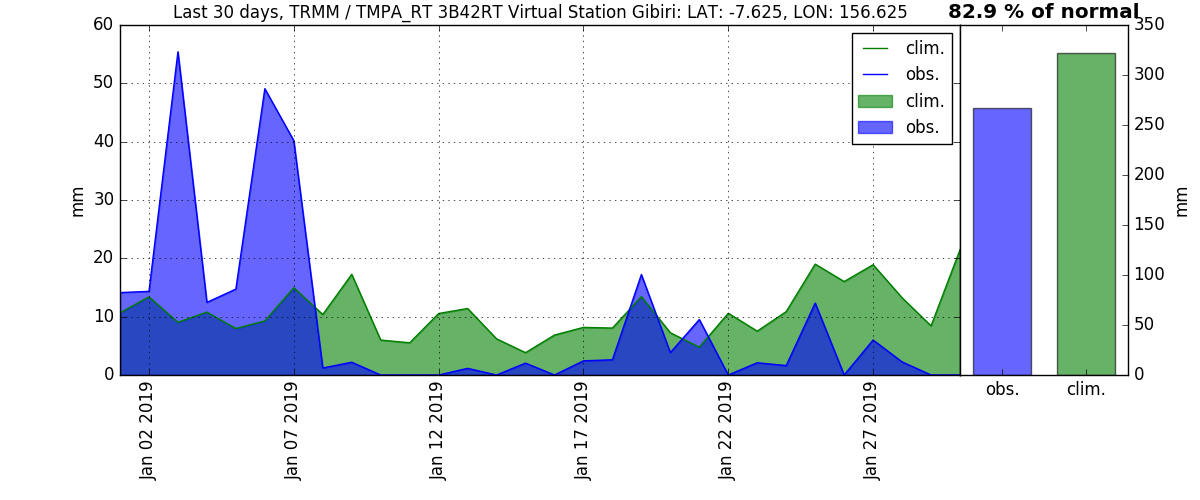 Last 30 days, TRMM / TMPA_RT 3B42RT Virtual Station Gibiri: LAT: -7.625, LON: 156.625
82.9 % of normal
60
50
40
30
20
10
0
mm
clim.
obs.
clim.
obs.
350
300
250
200
150
100
50
0
mm
Jan 02 2019
Jan 07 2019
Jan 12 2019
Jan 17 2019
Jan 22 2019
Jan 27 2019
obs.
clim.